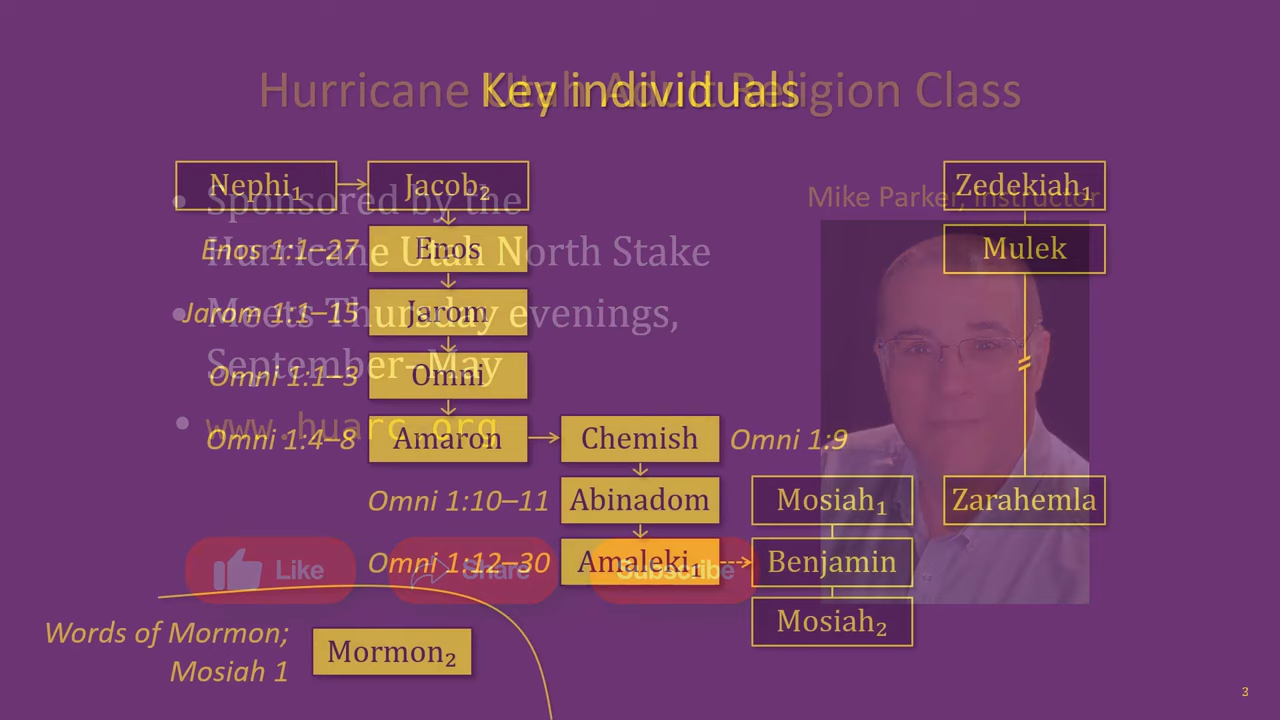 Hurricane Utah Adult Religion Class
Key individuals
Mike Parker, instructor
Sponsored by the
Hurricane Utah North Stake
Meets Thursday evenings,
September–May
www.huarc.org
Like
Share
Subscribe
Nephi₁
Jacob₂
Zedekiah₁
Enos 1:1–27
Enos
Mulek
Jarom 1:1–15
Jarom
Omni 1:1–3
Omni
Omni 1:4–8
Amaron
Chemish
Omni 1:9
Omni 1:10–11
Abinadom
Mosiah₁
Zarahemla
Omni 1:12–30
Amaleki₁
Benjamin
Mosiah₂
Words of Mormon;
Mosiah 1
Mormon₂
3